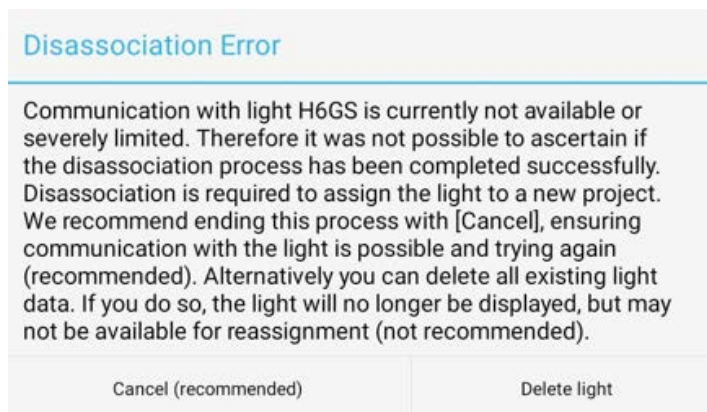 Disassociation Error
Communication with light H6GS is currently not available or
severely limited. Therefore it was not possible to ascertain if
the disassociation process has been completed successfully.
Disassociation is required to assign the light to a new project.
We recommend ending this process with [Cancel], ensuring
communication with the light is possible and trying again
(recommended). Alternatively you can delete all existing light
data. If you do so, the light will no longer be displayed, but may
not be available for reassignment (not recommended).
Cancel (recommended)
Delete light